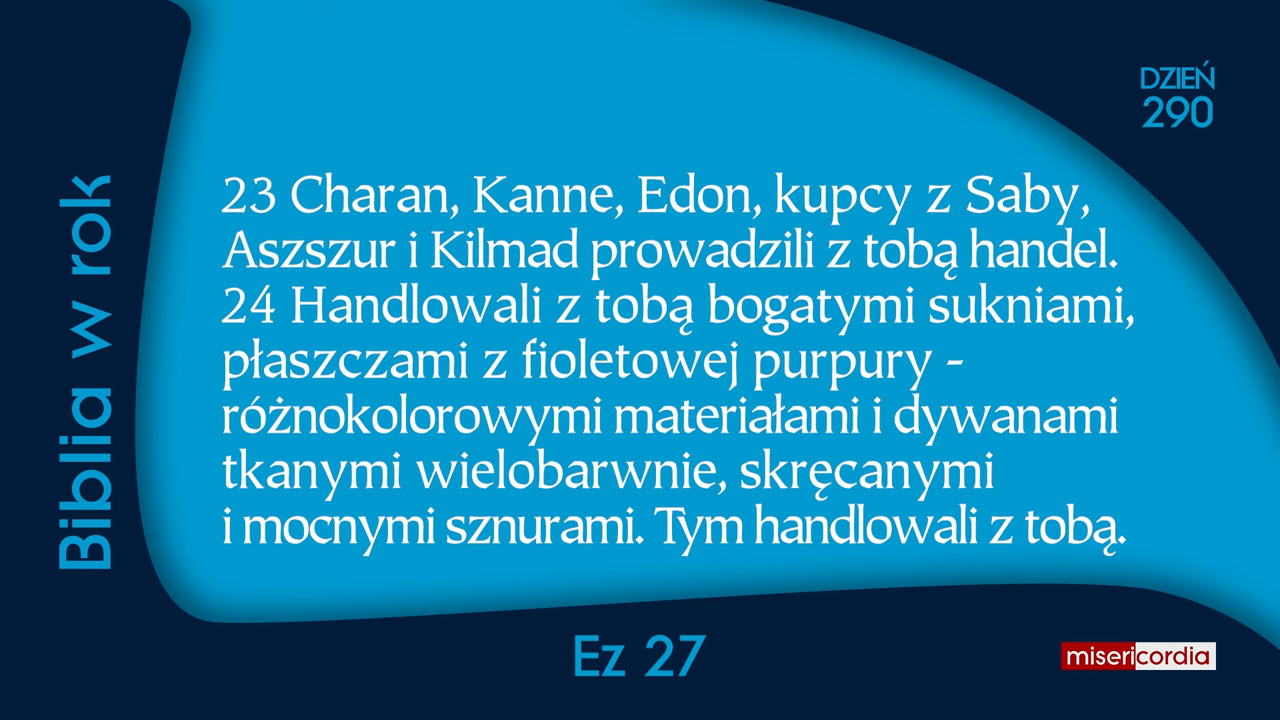 DZIEŃ
290
Biblia w rok
23 Charan, Kanne, Edon, kupcy z Saby,
Aszszur i Kilmad prowadzili z tobą handel.
24 Handlowali z tobą bogatymi sukniami,
płaszczami z fioletowej purpury -
różnokolorowymi materiałami i dywanami
tkanymi wielobarwnie, skręcanymi
i mocnymi sznurami. Tym handlowali z tobą.
Ez 27
misericordia